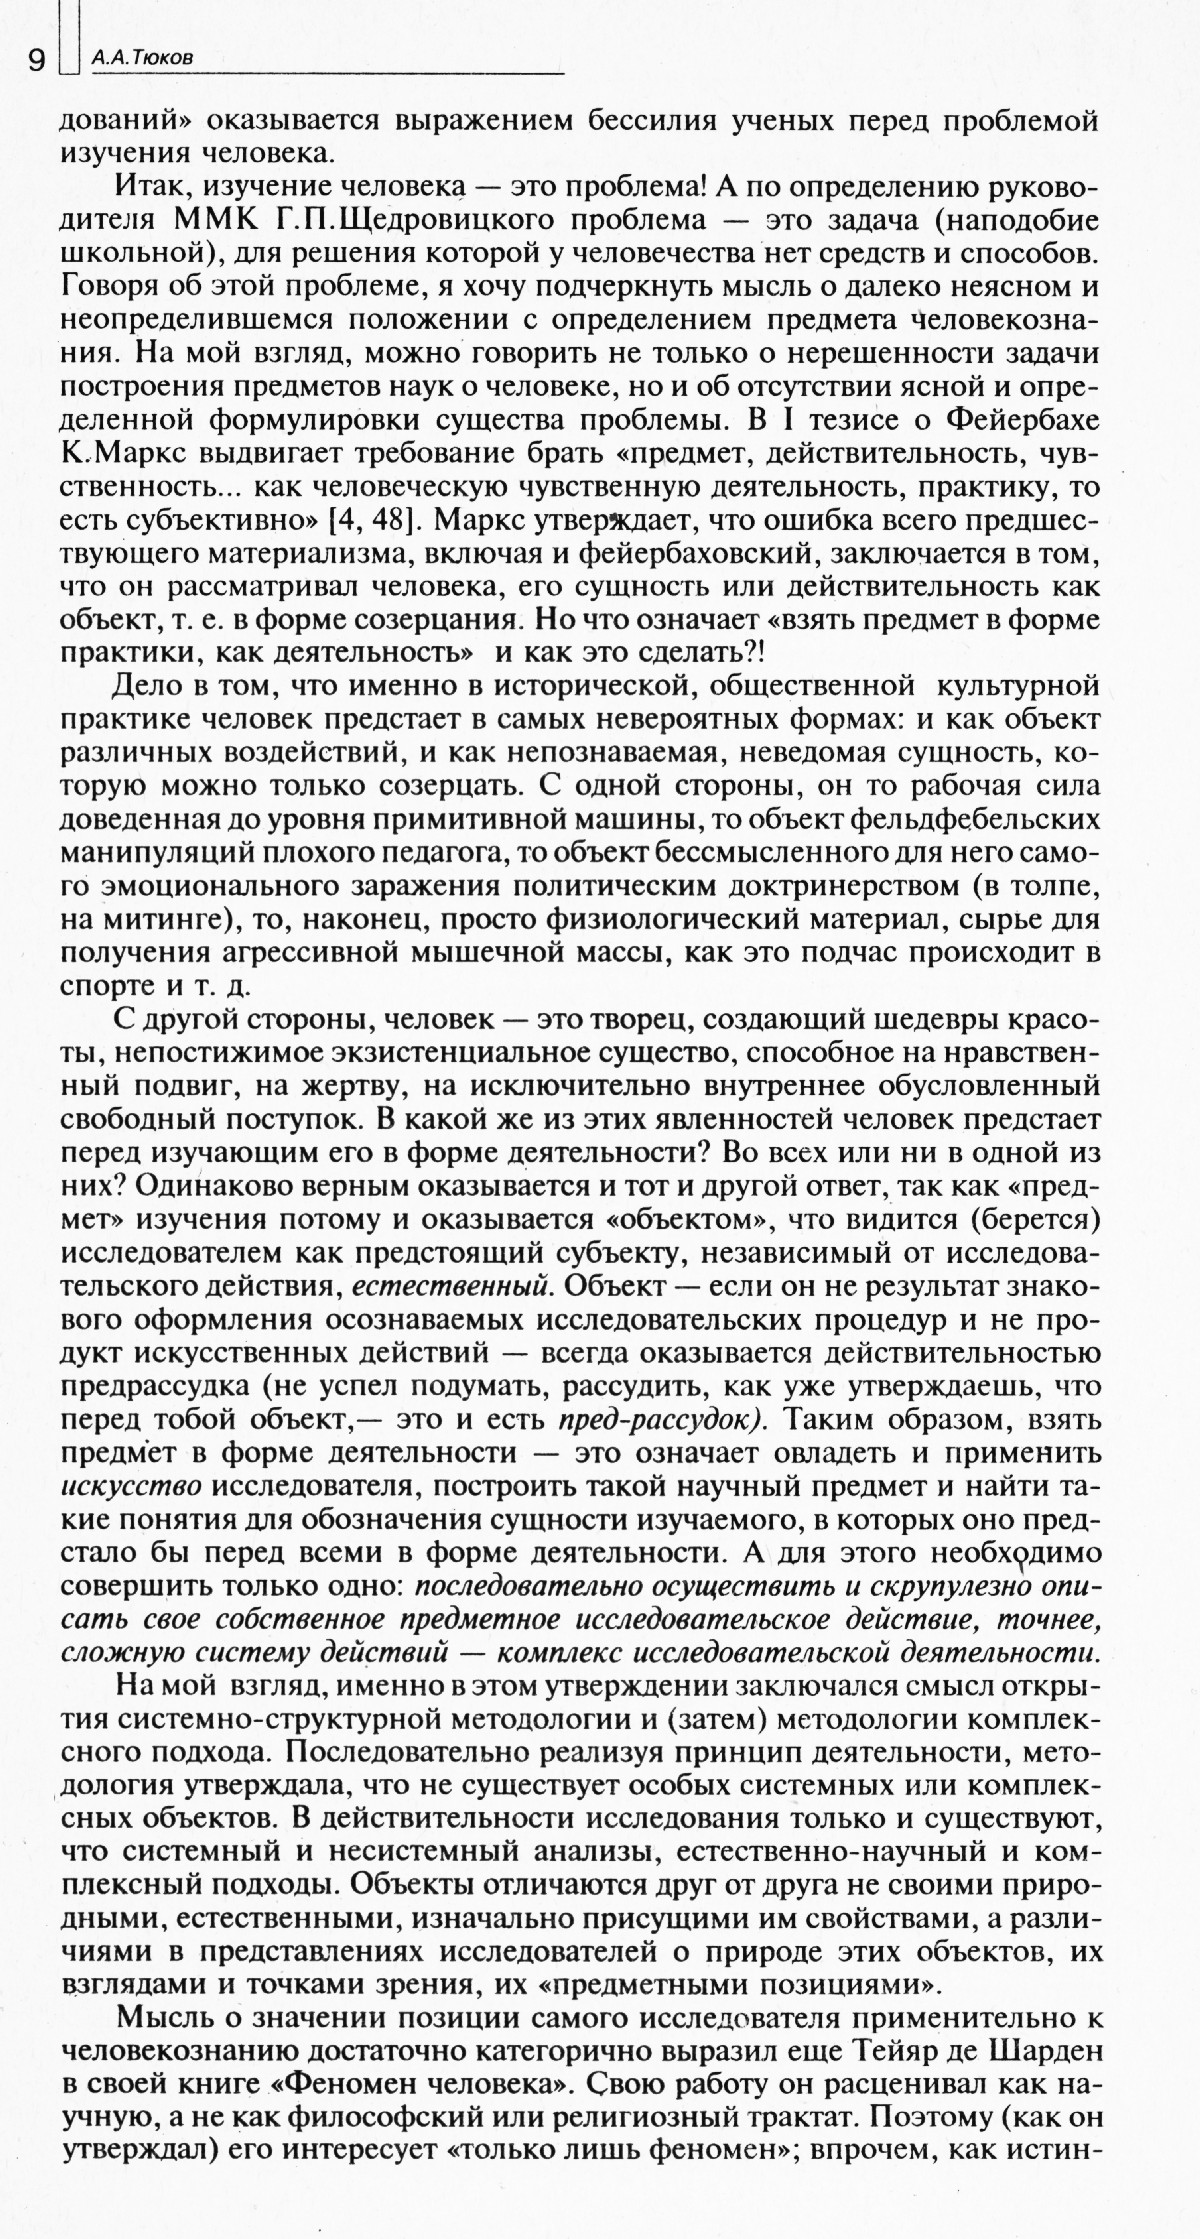 9
А.А.Тюков
дований» оказывается выражением бессилия ученых перед проблемой
изучения человека.
Итак, изучение человека — это проблема! А по определению руково-
дителя ММК Г.П.Щедровицкого проблема — это задача (наподобие
школьной), для решения которой у человечества нет средств и способов.
Говоря об этой проблеме, я хочу подчеркнуть мысль о далеко неясном и
неопределившемся положении с определением предмета человекозна-
ния. На мой взгляд, можно говорить не только о нерешенности задачи
построения предметов наук о человеке, но и об отсутствии ясной и опре-
деленной формулировки существа проблемы. В I тезисе о Фейербахе
К.Маркс выдвигает требование брать «предмет, действительность, чув-
ственность... как человеческую чувственную деятельность, практику, то
есть субъективно» [4, 48]. Маркс утверждает, что ошибка всего предшес-
твующего материализма, включая и фейербаховский, заключается в том,
что он рассматривал человека, его сущность или действительность как
объект, т. е. в форме созерцания. Но что означает «взять предмет в форме
практики, как деятельность» и как это сделать?!
Дело в том, что именно в исторической, общественной культурной
практике человек предстает в самых невероятных формах: и как объект
различных воздействий, и как непознаваемая, неведомая сущность, ко-
торую можно только созерцать. С одной стороны, он то рабочая сила
доведенная до уровня примитивной машины, то объект фельдфебельских
манипуляций плохого педагога, то объект бессмысленного для него само-
го эмоционального заражения политическим доктринерством (в толпе,
на митинге), то, наконец, просто физиологический материал, сырье для
получения агрессивной мышечной массы, как это подчас происходит в
спорте и т. д.
С другой стороны, человек — это творец, создающий шедевры красо-
ты, непостижимое экзистенциальное существо, способное на нравствен-
ный подвиг, на жертву, на исключительно внутреннее обусловленный
свободный поступок. В какой же из этих явленностей человек предстает
перед изучающим его в форме деятельности? Во всех или ни в одной из
них? Одинаково верным оказывается и тот и другой ответ, так как «пред-
мет» изучения потому и оказывается «объектом», что видится (берется)
исследователем как предстоящий субъекту, независимый от исследова-
тельского действия, естественный. Объект — если он не результат знако-
вого оформления осознаваемых исследовательских процедур и не про-
дукт искусственных действий — всегда оказывается действительностью
предрассудка (не успел подумать, рассудить, как уже утверждаешь, что
перед тобой объект,— это и есть пред-рассудок). Таким образом, взять
предмет в форме деятельности — это означает овладеть и применить
искусство исследователя, построить такой научный предмет и найти та-
кие понятия для обозначения сущности изучаемого, в которых оно пред-
стало бы перед всеми в форме деятельности. А для этого необходимо
совершить только одно: последовательно осуществить и скрупулезно опи-
сать свое собственное предметное исследовательское действие, точнее,
сложную систему действий — комплекс исследовательской деятельности.
На мой взгляд, именно в этом утверждении заключался смысл откры-
тия системно-структурной методологии и (затем) методологии комплек-
сного подхода. Последовательно реализуя принцип деятельности, мето-
дология утверждала, что не существует особых системных или комплек-
сных объектов. В действительности исследования только и существуют,
что системный и несистемный анализы, естественно-научный и ком-
плексный подходы. Объекты отличаются друг от друга не своими приро-
дными, естественными, изначально присущими им свойствами, а разли-
чиями в представлениях исследователей о природе этих объектов, их
взглядами и точками зрения, их «предметными позициями».
Мысль о значении позиции самого исследователя применительно к
человекознанию достаточно категорично выразил еще Тейяр де Шарден
в своей книге «Феномен человека». Свою работу он расценивал как на-
учную, а не как философский или религиозный трактат. Поэтому (как он
утверждал) его интересует «только лишь феномен»; впрочем, как истин-